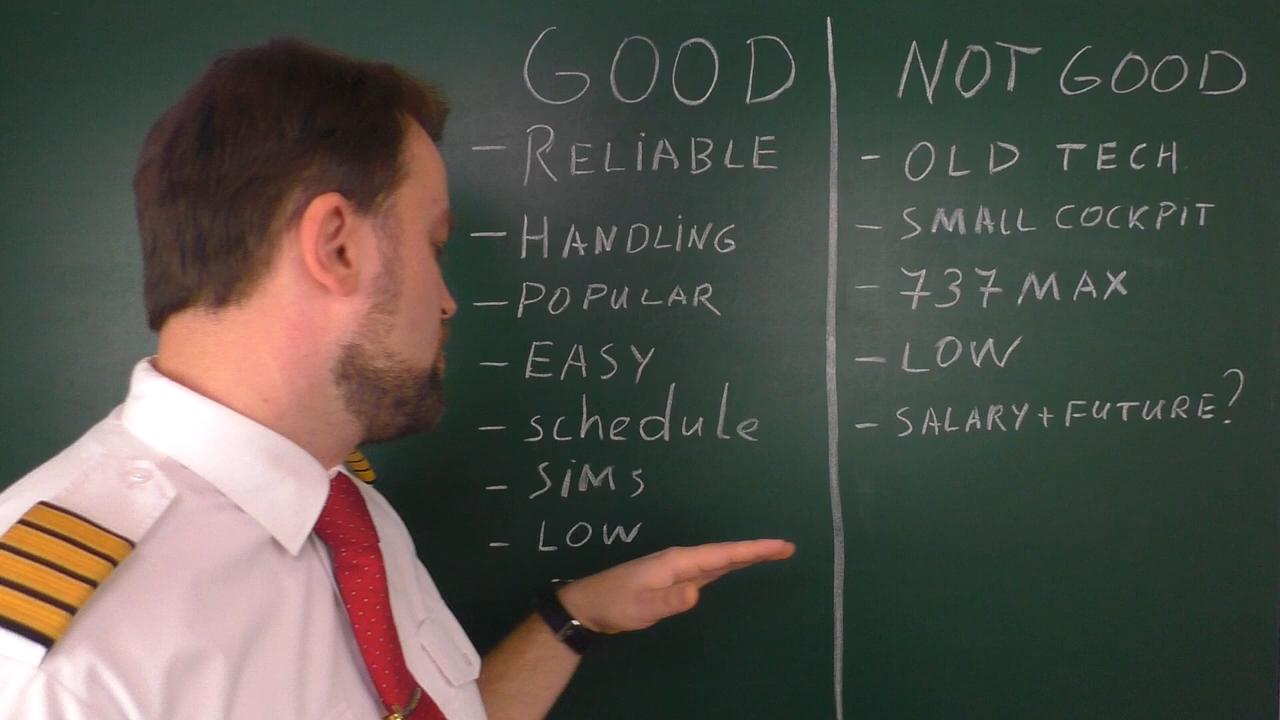 GOOD
- RELiABLE
- HANDLiNG
- POPULAR
- EASY
- schedule
- SiMs
- LOW
-
NOT GOOD
- OLD TECH
- SMALL COCKPiT
- 737 MAX
- LOW
- SALARY + FUTURE?